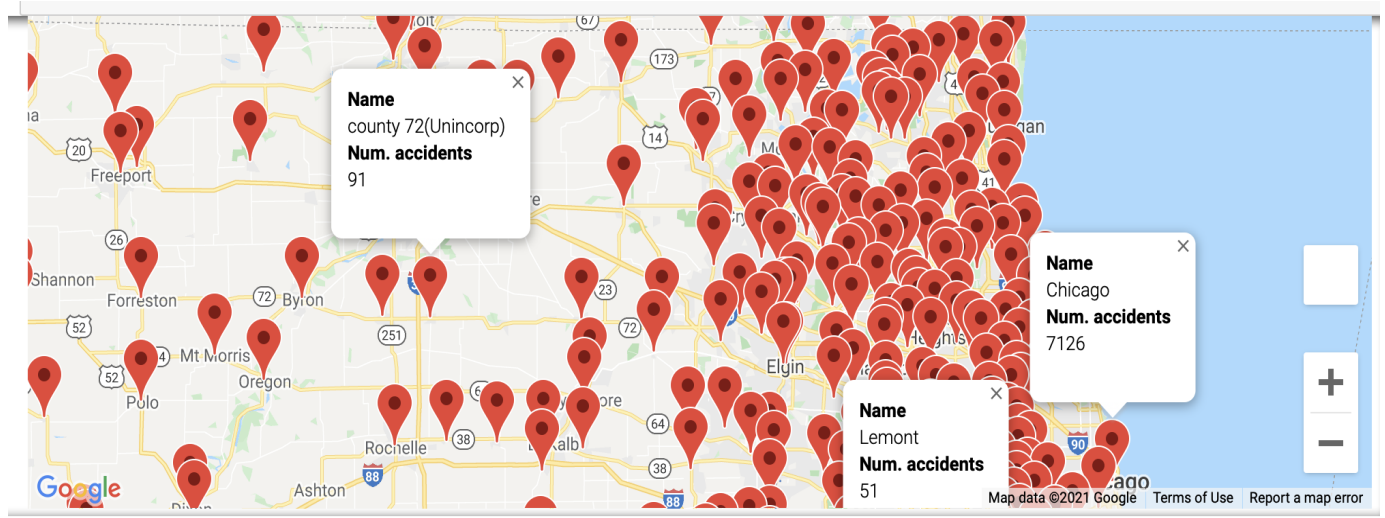 67
173
14
20
Freeport
26
Shannon
Forreston
72
Byron
52
Mt Morris
52
Oregon
Polo
251
23
72
Elgin
64
38
Rochelle
38
88
Ashton
88
41
90
Name
county 72(Unincorp)
Num. accidents
91
Name
Chicago
Num. accidents
7126
Name
Lemont
Num. accidents
51
+
−
Google
Map data ©2021 Google
Terms of Use
Report a map error